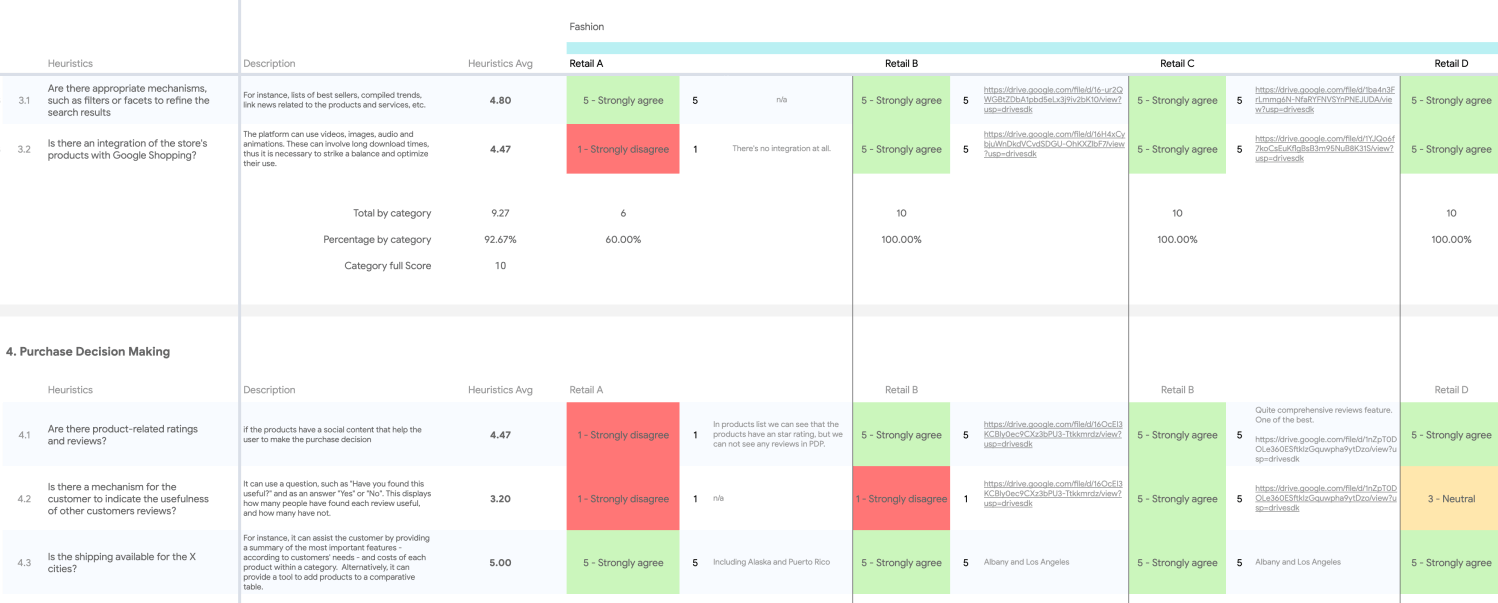 Fashion
Heuristics Description Heuristics Avg Retail A Retail B Retail C Retail D
3.1
Are there appropriate mechanisms,
such as filters or facets to refine the
search results
For instance, lists of best sellers, compiled trends,
link news related to the products and services, etc.
4.80
5 - Strongly agree
5
n/a
5 - Strongly agree
5
https://drive.google.com/file/d/16-ur2Q
WGBtZDbA1pbd5eLx3j9iv2bK10/view?
usp=drivesdk
5 - Strongly agree
5
https://drive.google.com/file/d/1ba4n3F
rLmmg6N-NfaRYFNVSYnPNEJUDA/vie
w?usp=drivesdk
5 - Strongly agree
3.2
Is there an integration of the store's
products with Google Shopping?
The platform can use videos, images, audio and
animations. These can involve long download times,
thus it is necessary to strike a balance and optimize
their use.
4.47
1 - Strongly disagree
1
There's no integration at all.
5 - Strongly agree
5
https://drive.google.com/file/d/16H4xCy
bjuWnDkdVCvdSDGU-OhKXZlbF7/view
?usp=drivesdk
5 - Strongly agree
5
https://drive.google.com/file/d/1YJQo6f
7koCsEuKflg8sB3m95NuB8K31S/view?
usp=drivesdk
5 - Strongly agree
Total by category 9.27 6 10 10 10
Percentage by category 92.67% 60.00% 100.00% 100.00% 100.00%
Category full Score 10
4. Purchase Decision Making
Heuristics Description Heuristics Avg Retail A Retail B Retail B Retail D
4.1
Are there product-related ratings
and reviews?
if the products have a social content that help the
user to make the purchase decision
4.47
1 - Strongly disagree
1
In products list we can see that the
products have an star rating, but we
can not see any reviews in PDP.
5 - Strongly agree
5
https://drive.google.com/file/d/16OcEI3
KCBIy0ec9CXz3bPU3-Ttkkmrdz/view?
usp=drivesdk
5 - Strongly agree
5
Quite comprehensive reviews feature.
One of the best.
https://drive.google.com/file/d/1nZpT0D
OLe360ESftklzGquwpha9ytDzo/view?u
sp=drivesdk
5 - Strongly agree
4.2
Is there a mechanism for the
customer to indicate the usefulness
of other customers reviews?
It can use a question, such as "Have you found this
useful?" and as an answer "Yes" or "No". This displays
how many people have found each review useful,
and how many have not.
3.20
1 - Strongly disagree
1
n/a
1 - Strongly disagree
1
https://drive.google.com/file/d/16OcEI3
KCBIy0ec9CXz3bPU3-Ttkkmrdz/view?
usp=drivesdk
5 - Strongly agree
5
https://drive.google.com/file/d/1nZpT0D
OLe360ESftklzGquwpha9ytDzo/view?u
sp=drivesdk
3 - Neutral
4.3
Is the shipping available for the X
cities?
For instance, it can assist the customer by providing
a summary of the most important features -
according to customers' needs - and costs of each
product within a category. Alternatively, it can
provide a tool to add products to a comparative
table.
5.00
5 - Strongly agree
5
Including Alaska and Puerto Rico
5 - Strongly agree
5
Albany and Los Angeles
5 - Strongly agree
5
Albany and Los Angeles
5 - Strongly agree